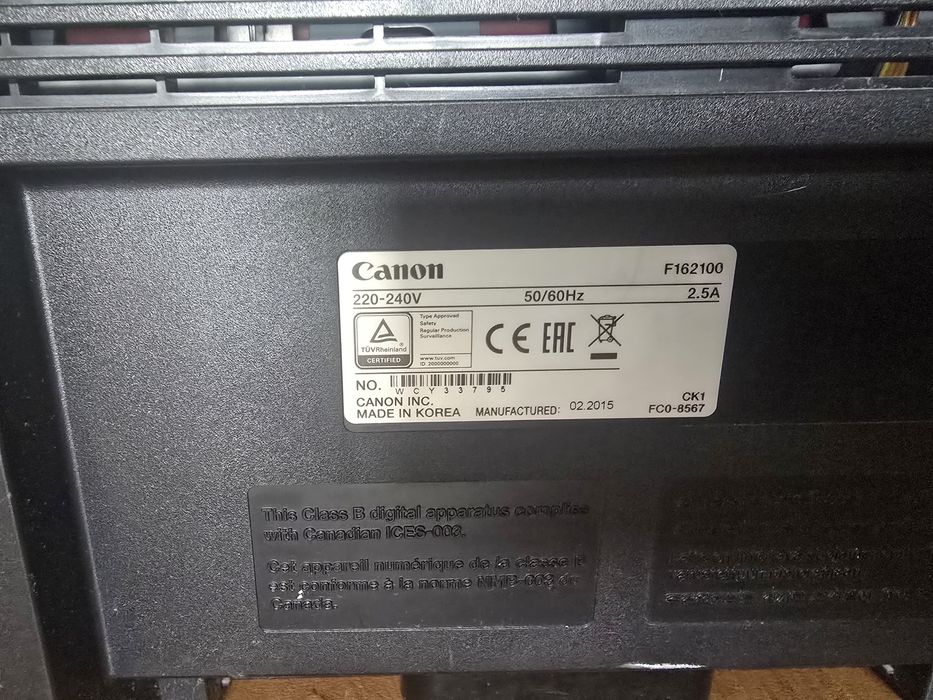 Canon F162100
220-240V 50/60Hz 2.5A
Type Approved
Safety
Regular Production
Surveillance
TÜVRheinland
CERTIFIED
www.tuv.com
ID 2000000000
CE EAC
NO. WCY33795
CANON INC.
MADE IN KOREA MANUFACTURED: 02.2015
CK1
FC0-8567
This Class B digital apparatus complies
with Canadian ICES-003.
Cet appareil numérique de la classe B
est conforme à la norme NMB-003 du
Canada.